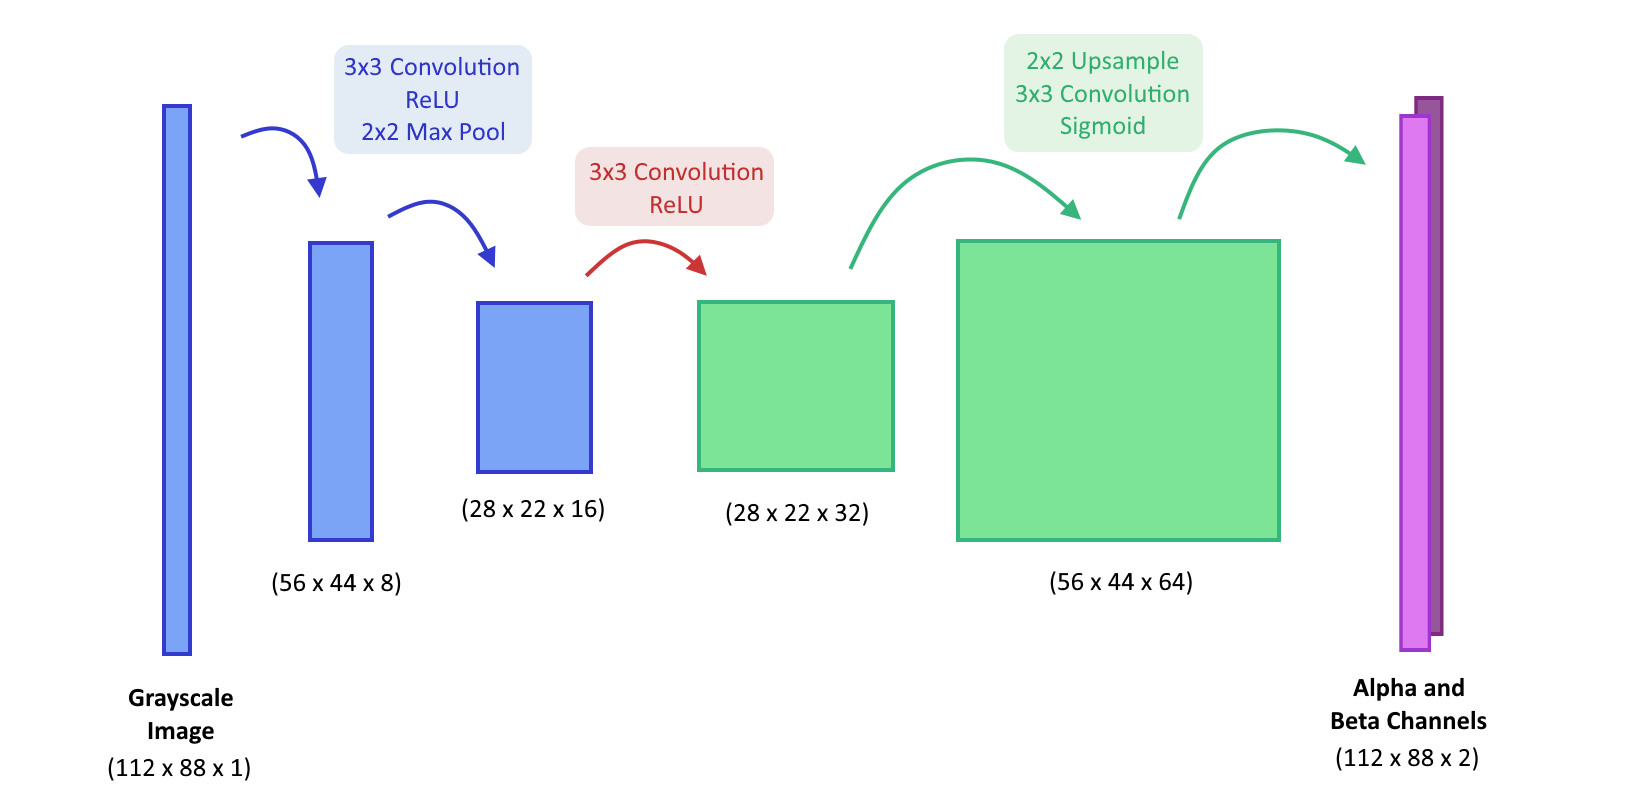 3x3 Convolution
ReLU
2x2 Max Pool
3x3 Convolution
ReLU
2x2 Upsample
3x3 Convolution
Sigmoid
(28 x 22 x 16)
(28 x 22 x 32)
(56 x 44 x 8)
(56 x 44 x 64)
Grayscale
Image
(112 x 88 x 1)
Alpha and
Beta Channels
(112 x 88 x 2)